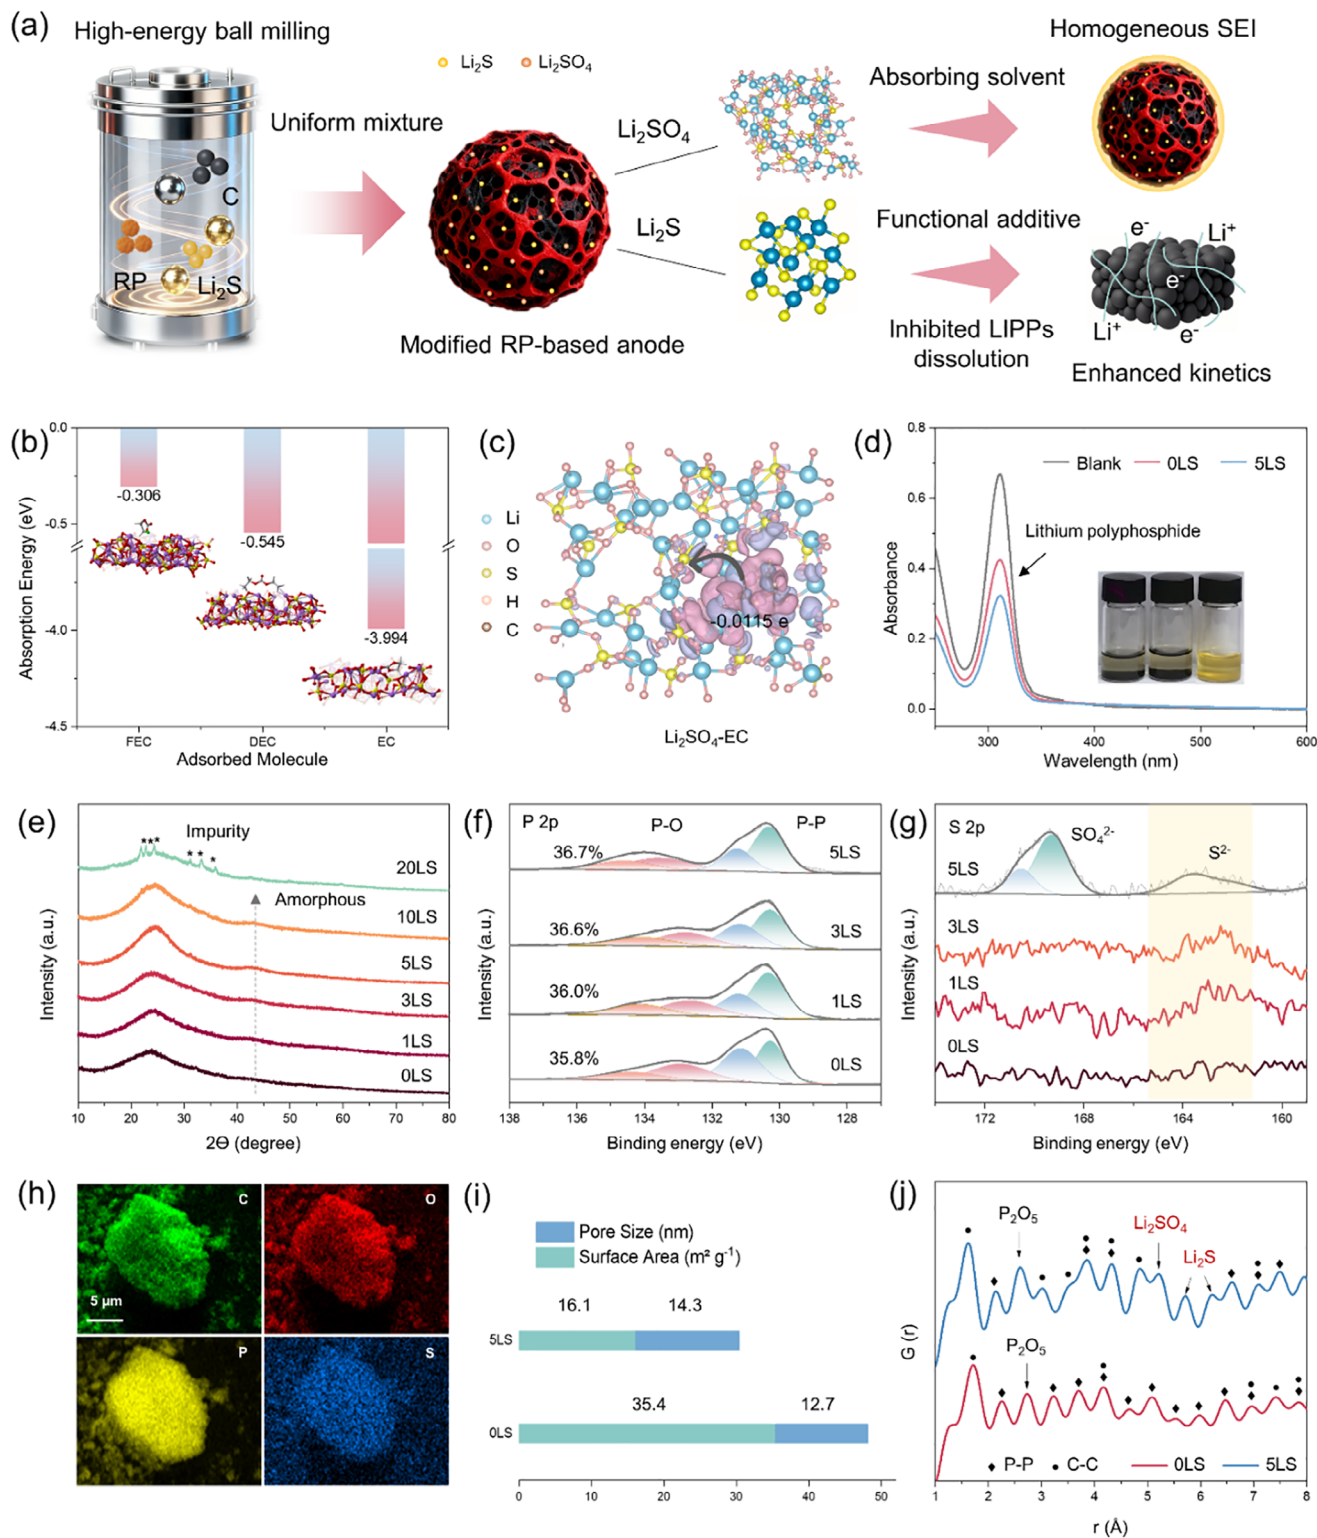 (a)
High-energy ball milling
C
RP
Li₂S
Uniform mixture
Li₂S
Li₂SO₄
Modified RP-based anode
Li₂SO₄
Li₂S
Absorbing solvent
Functional additive
Inhibited LIPPs
dissolution
Homogeneous SEI
e⁻
Li⁺
e⁻
Li⁺
e⁻
Enhanced kinetics
(b)
Absorption Energy (eV)
0.0
-0.5
-4.0
-4.5
-0.306
-0.545
-3.994
FEC
DEC
EC
Adsorbed Molecule
(c)
Li
O
S
H
C
-0.0115 e
Li₂SO₄-EC
(d)
Absorbance
0.8
0.6
0.4
0.2
0.0
Blank
0LS
5LS
Lithium polyphosphide
300
400
500
600
Wavelength (nm)
(e)
Intensity (a.u.)
Impurity
* * * * * *
Amorphous
20LS
10LS
5LS
3LS
1LS
0LS
10
20
30
40
50
60
70
80
2Θ (degree)
(f)
Intensity (a.u.)
P 2p
P-O
P-P
36.7%
5LS
36.6%
3LS
36.0%
1LS
35.8%
0LS
138
136
134
132
130
128
Binding energy (eV)
(g)
Intensity (a.u.)
S 2p
SO₄²⁻
S²⁻
5LS
3LS
1LS
0LS
172
168
164
160
Binding energy (eV)
(h)
C
5 μm
O
P
S
(i)
Pore Size (nm)
Surface Area (m² g⁻¹)
16.1
14.3
5LS
35.4
12.7
0LS
0
10
20
30
40
50
(j)
G (r)
P₂O₅
Li₂SO₄
Li₂S
P₂O₅
P-P
C-C
0LS
5LS
1
2
3
4
5
6
7
8
r (Å)